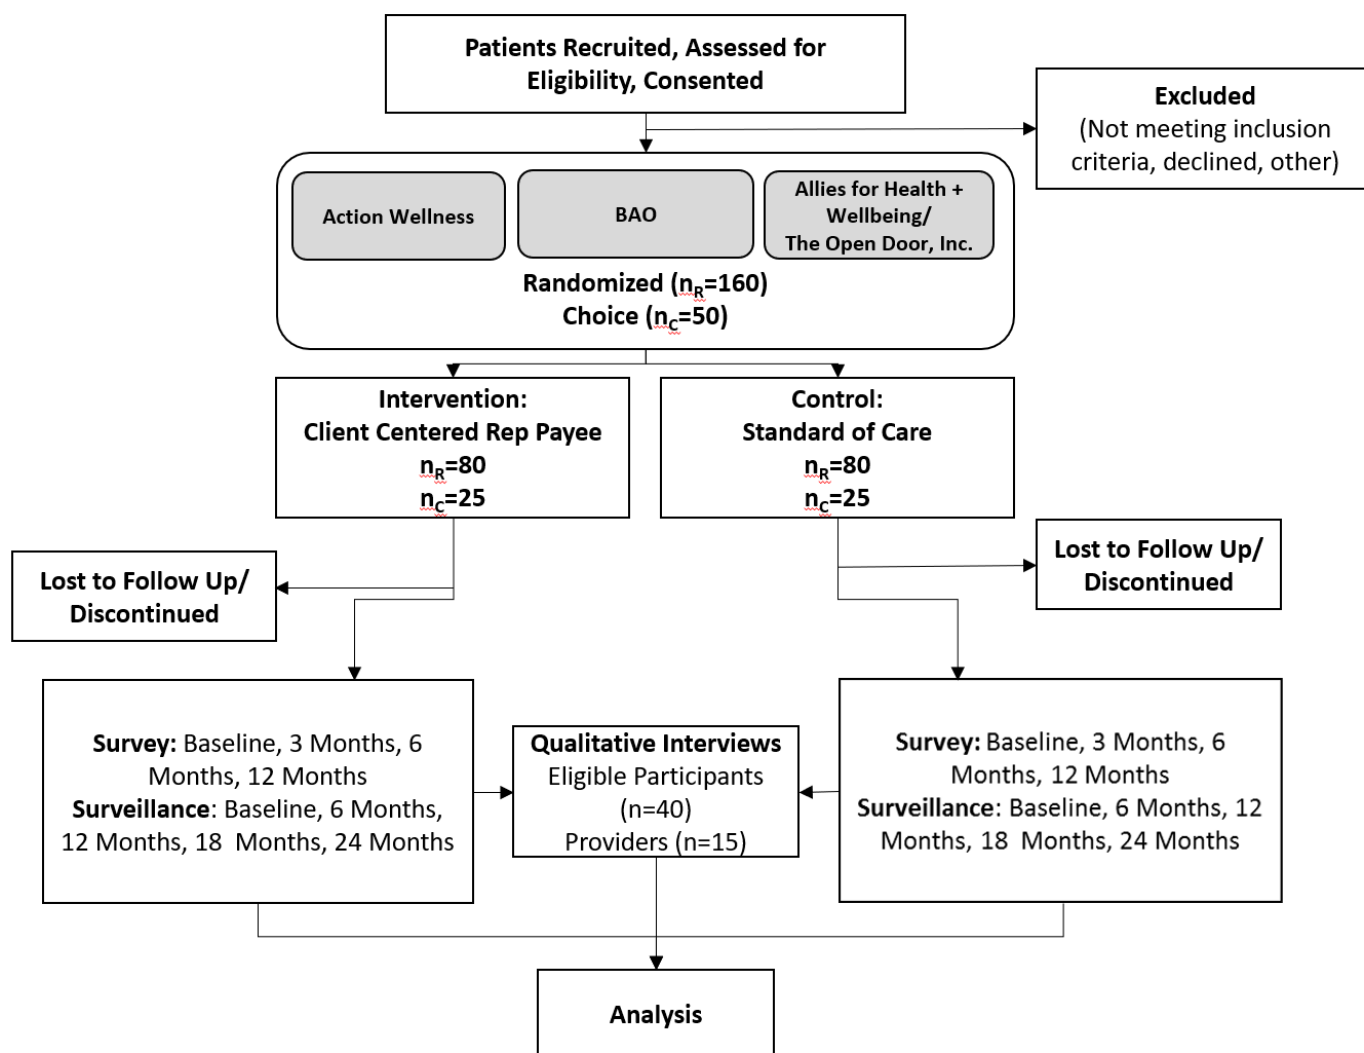 Patients Recruited, Assessed for
Eligibility, Consented
Excluded
(Not meeting inclusion
criteria, declined, other)
Action Wellness
BAO
Allies for Health +
Wellbeing/
The Open Door, Inc.
Randomized (nR=160)
Choice (nC=50)
Intervention:
Client Centered Rep Payee
nR=80
nC=25
Control:
Standard of Care
nR=80
nC=25
Lost to Follow Up/
Discontinued
Lost to Follow Up/
Discontinued
Survey: Baseline, 3 Months, 6
Months, 12 Months
Surveillance: Baseline, 6 Months,
12 Months, 18 Months, 24 Months
Qualitative Interviews
Eligible Participants
(n=40)
Providers (n=15)
Survey: Baseline, 3 Months, 6
Months, 12 Months
Surveillance: Baseline, 6 Months, 12
Months, 18 Months, 24 Months
Analysis